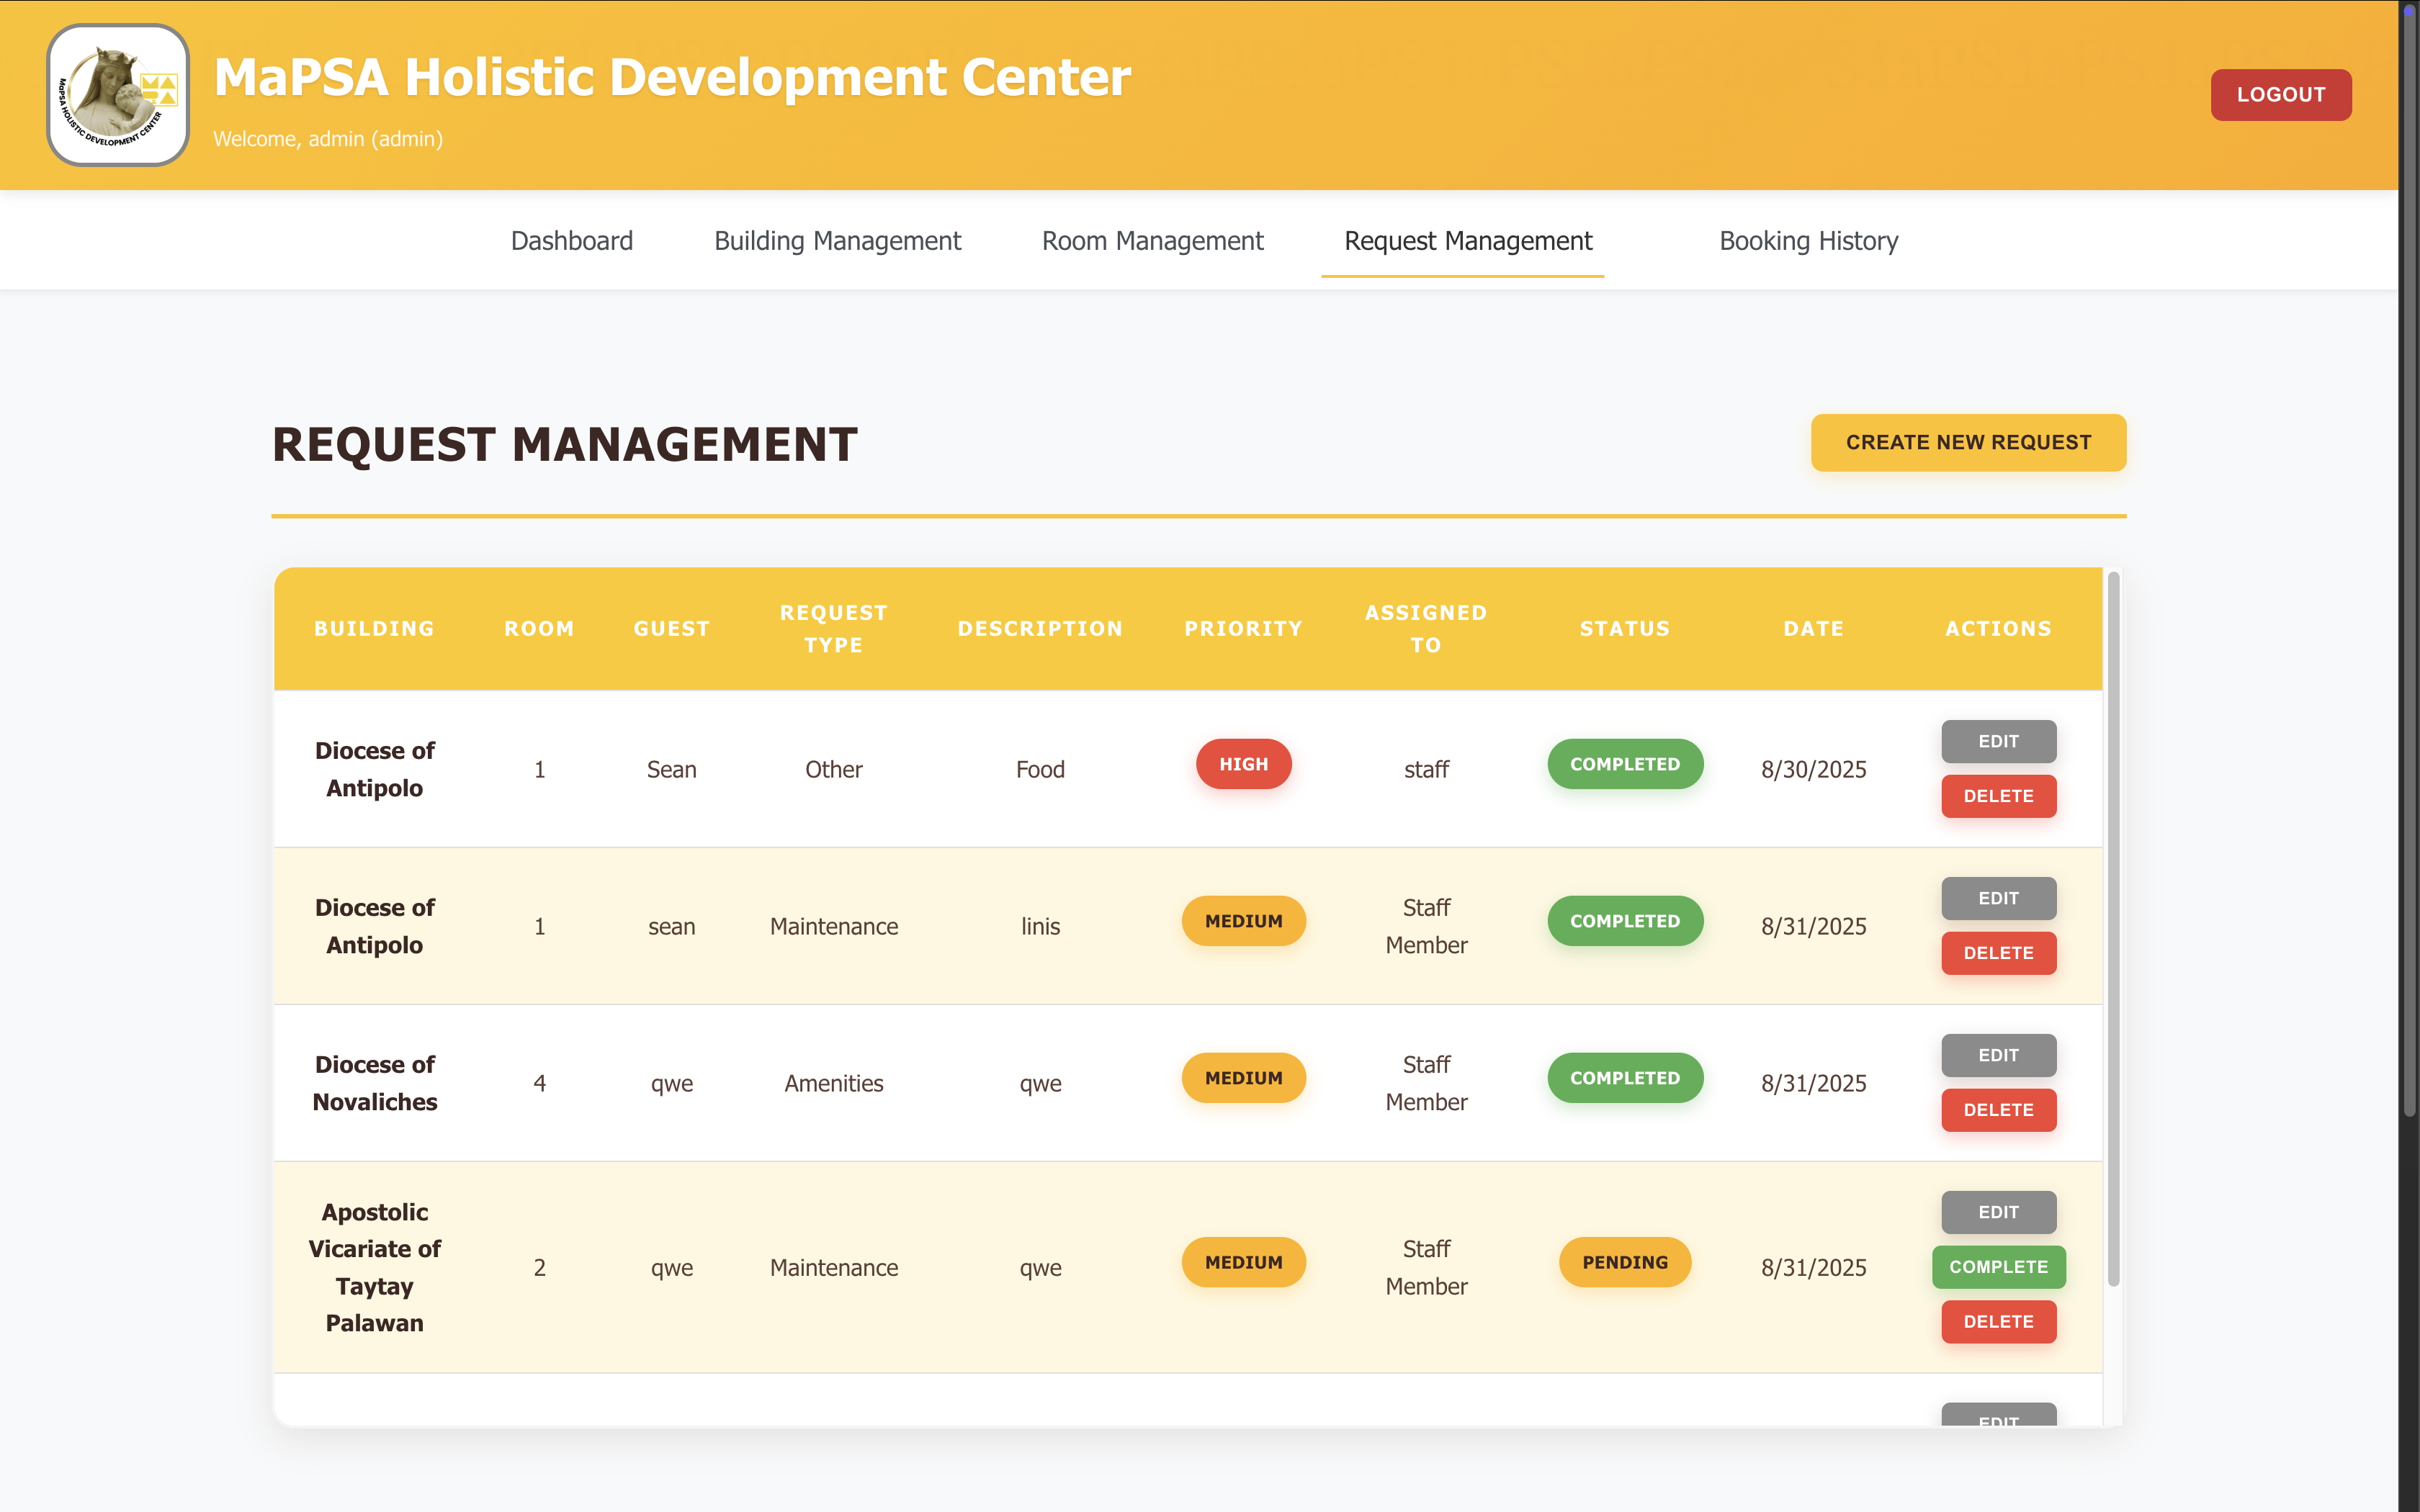 MaPSA HOLISTIC DEVELOPMENT CENTER
MaPSA Holistic Development Center
Welcome, admin (admin)
LOGOUT
Dashboard
Building Management
Room Management
Request Management
Booking History
REQUEST MANAGEMENT
CREATE NEW REQUEST
BUILDING
ROOM
GUEST
REQUEST
TYPE
DESCRIPTION
PRIORITY
ASSIGNED
TO
STATUS
DATE
ACTIONS
Diocese of
Antipolo
1
Sean
Other
Food
HIGH
staff
COMPLETED
8/30/2025
EDIT
DELETE
Diocese of
Antipolo
1
sean
Maintenance
linis
MEDIUM
Staff
Member
COMPLETED
8/31/2025
EDIT
DELETE
Diocese of
Novaliches
4
qwe
Amenities
qwe
MEDIUM
Staff
Member
COMPLETED
8/31/2025
EDIT
DELETE
Apostolic
Vicariate of
Taytay
Palawan
2
qwe
Maintenance
qwe
MEDIUM
Staff
Member
PENDING
8/31/2025
EDIT
COMPLETE
DELETE
EDIT